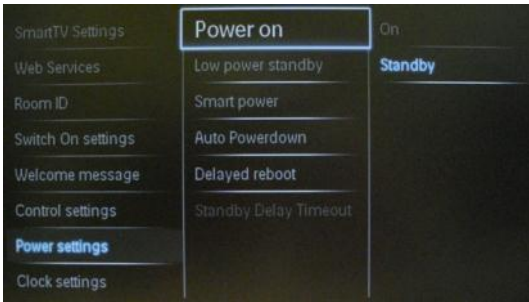 SmartTV Settings
Web Services
Room ID
Switch On settings
Welcome message
Control settings
Power settings
Clock settings
Power on
Low power standby
Smart power
Auto Powerdown
Delayed reboot
Standby Delay Timeout
On
Standby